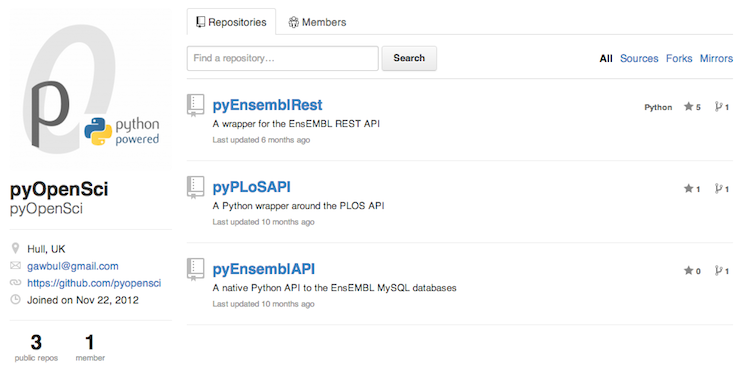 p
python
powered
pyOpenSci
pyOpenSci
Hull, UK
gawbul@gmail.com
https://github.com/pyopensci
Joined on Nov 22, 2012
3 1
public repos member
Repositories Members
Find a repository... Search All Sources Forks Mirrors
pyEnsemblRest Python 5 1
A wrapper for the EnsEMBL REST API
Last updated 6 months ago
pyPLoSAPI 1 1
A Python wrapper around the PLOS API
Last updated 10 months ago
pyEnsemblAPI 0 1
A native Python API to the EnsEMBL MySQL databases
Last updated 10 months ago